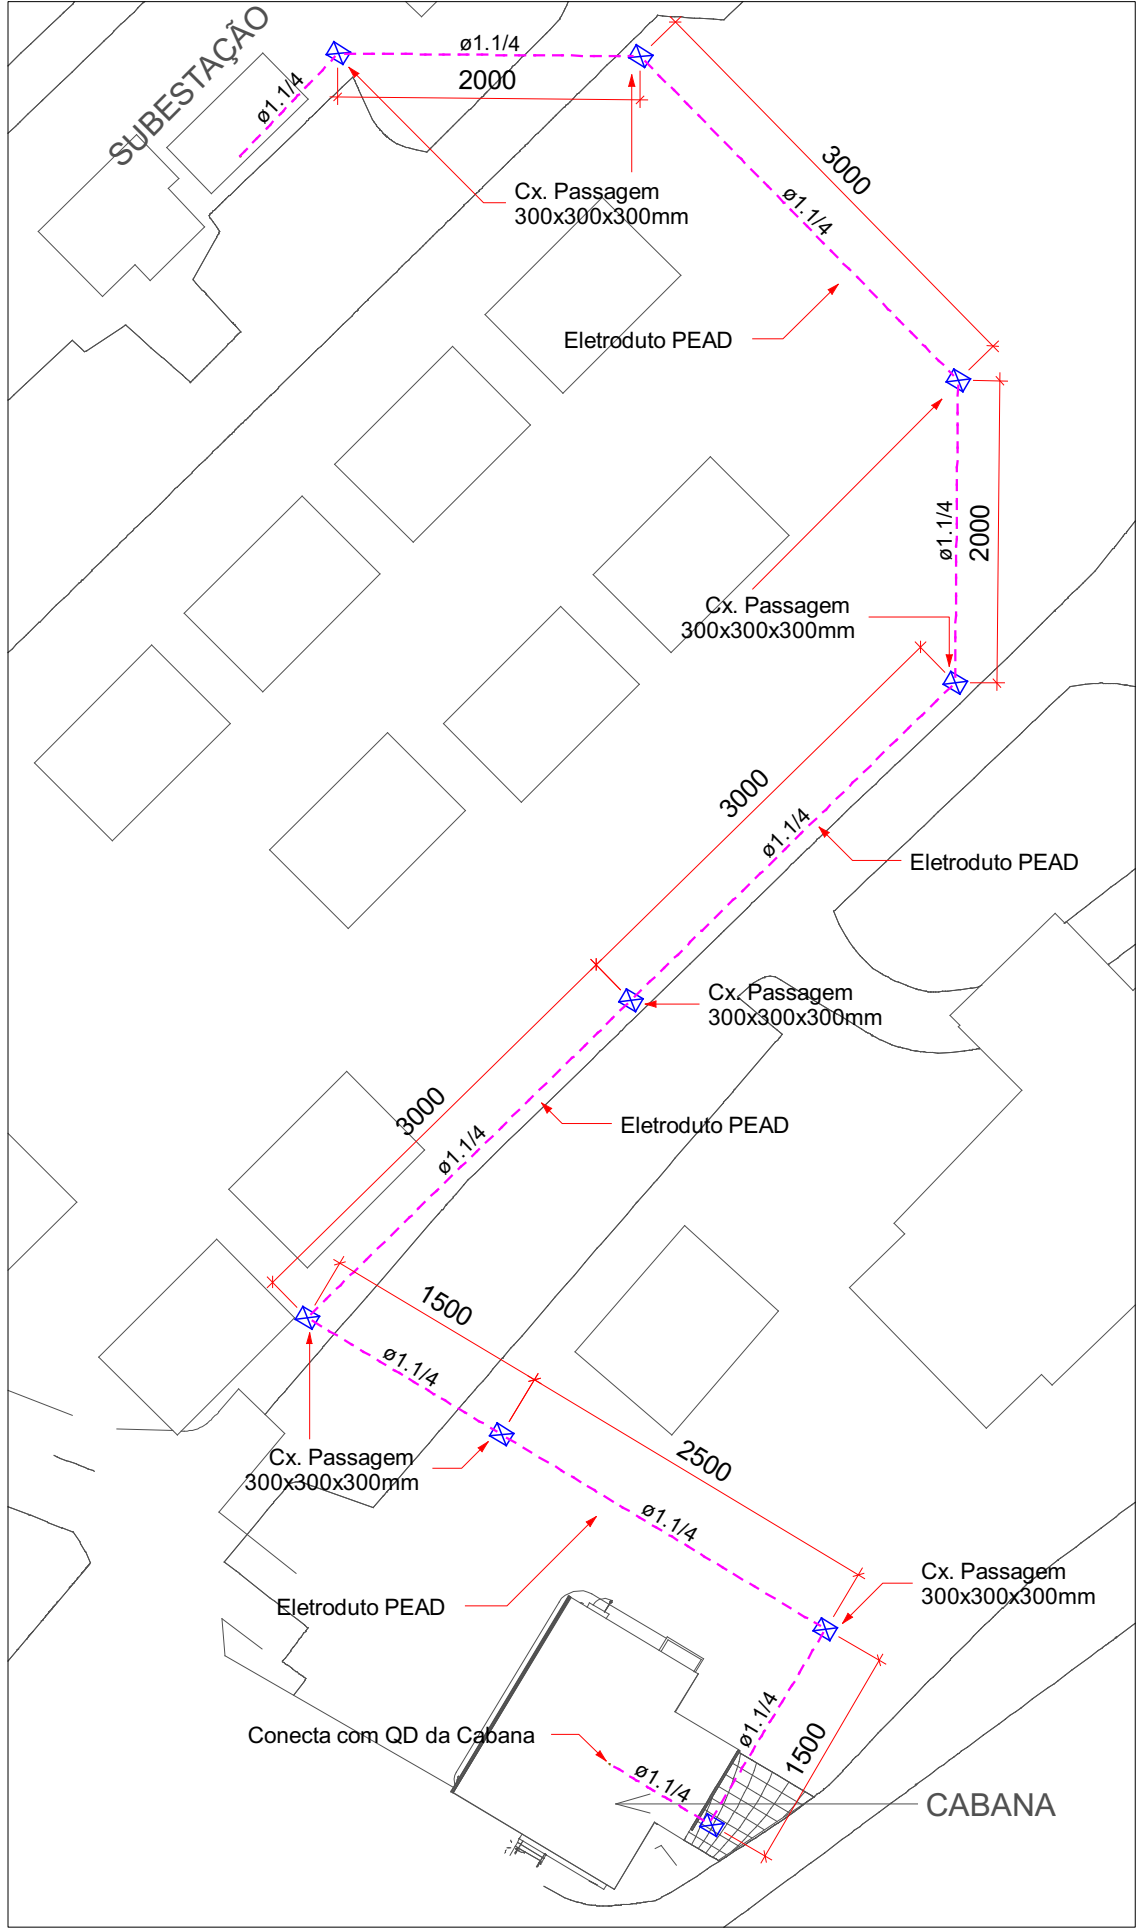 SUBESTAÇÃO
ø1.1/4
ø1.1/4
2000
Cx. Passagem
300x300x300mm
3000
ø1.1/4
Eletroduto PEAD
ø1.1/4
2000
Cx. Passagem
300x300x300mm
3000
ø1.1/4
Eletroduto PEAD
Cx. Passagem
300x300x300mm
3000
ø1.1/4
Eletroduto PEAD
1500
ø1.1/4
Cx. Passagem
300x300x300mm
2500
ø1.1/4
Cx. Passagem
300x300x300mm
Eletroduto PEAD
ø1.1/4
1500
Conecta com QD da Cabana
ø1.1/4
CABANA